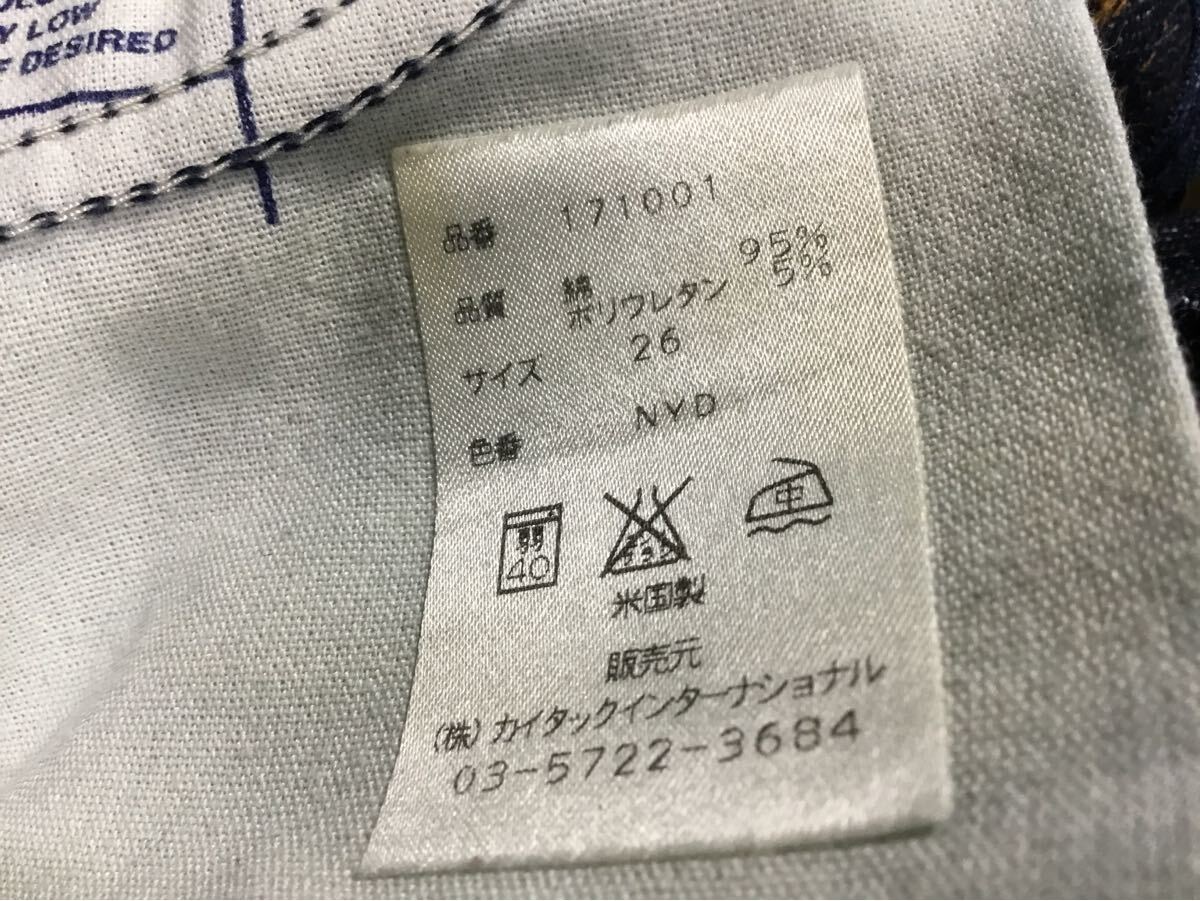 Y LOW
F DESIRED
品番 171001
品質 綿 95%
ポリウレタン 5%
サイズ 26
色番 NYD
40
中
米国製
販売元
(株)カイタックインターナショナル
03-5722-3684